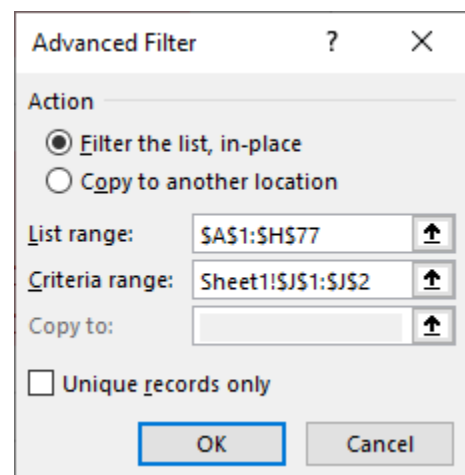 Advanced Filter ? ×
Action
Filter the list, in-place
Copy to another location
List range: $A$1:$H$77
Criteria range: Sheet1!$J$1:$J$2
Copy to:
Unique records only
OK Cancel